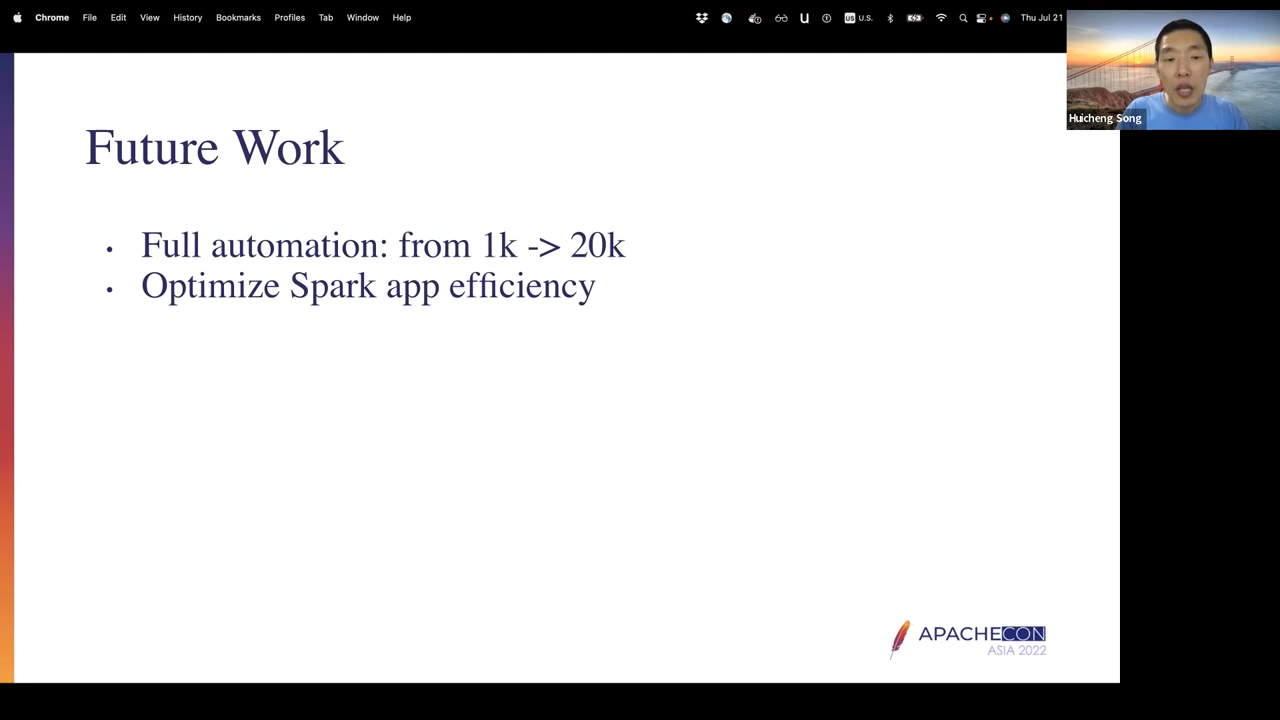 Chrome File Edit View History Bookmarks Profiles Tab Window Help U.S. Thu Jul 21
Huicheng Song
Future Work
• Full automation: from 1k -> 20k
• Optimize Spark app efficiency
APACHECON
ASIA 2022